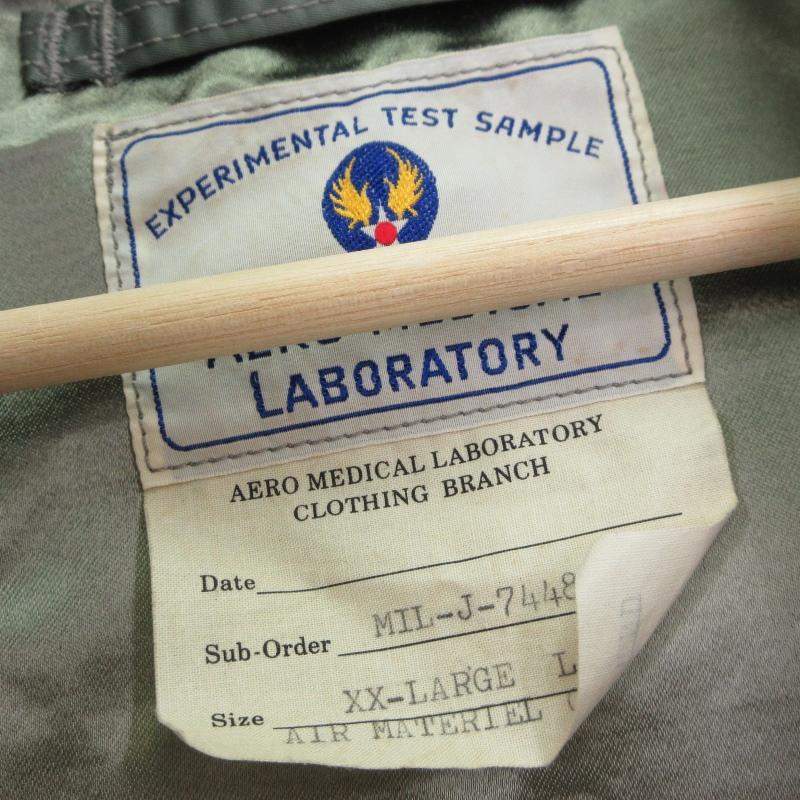 EXPERIMENTAL TEST SAMPLE
LABORATORY
AERO MEDICAL LABORATORY
CLOTHING BRANCH
Date
MIL-J-7448
Sub-Order
XX-LARGE
Size
AIR MATERIEL